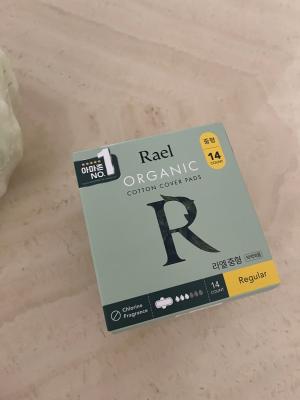 아마존
NO.
1
Rael
ORGANIC
COTTON COVER PADS
중형
14
COUNT
R
라엘 중형
Chlorine
Fragrance
14
COUNT
Regular